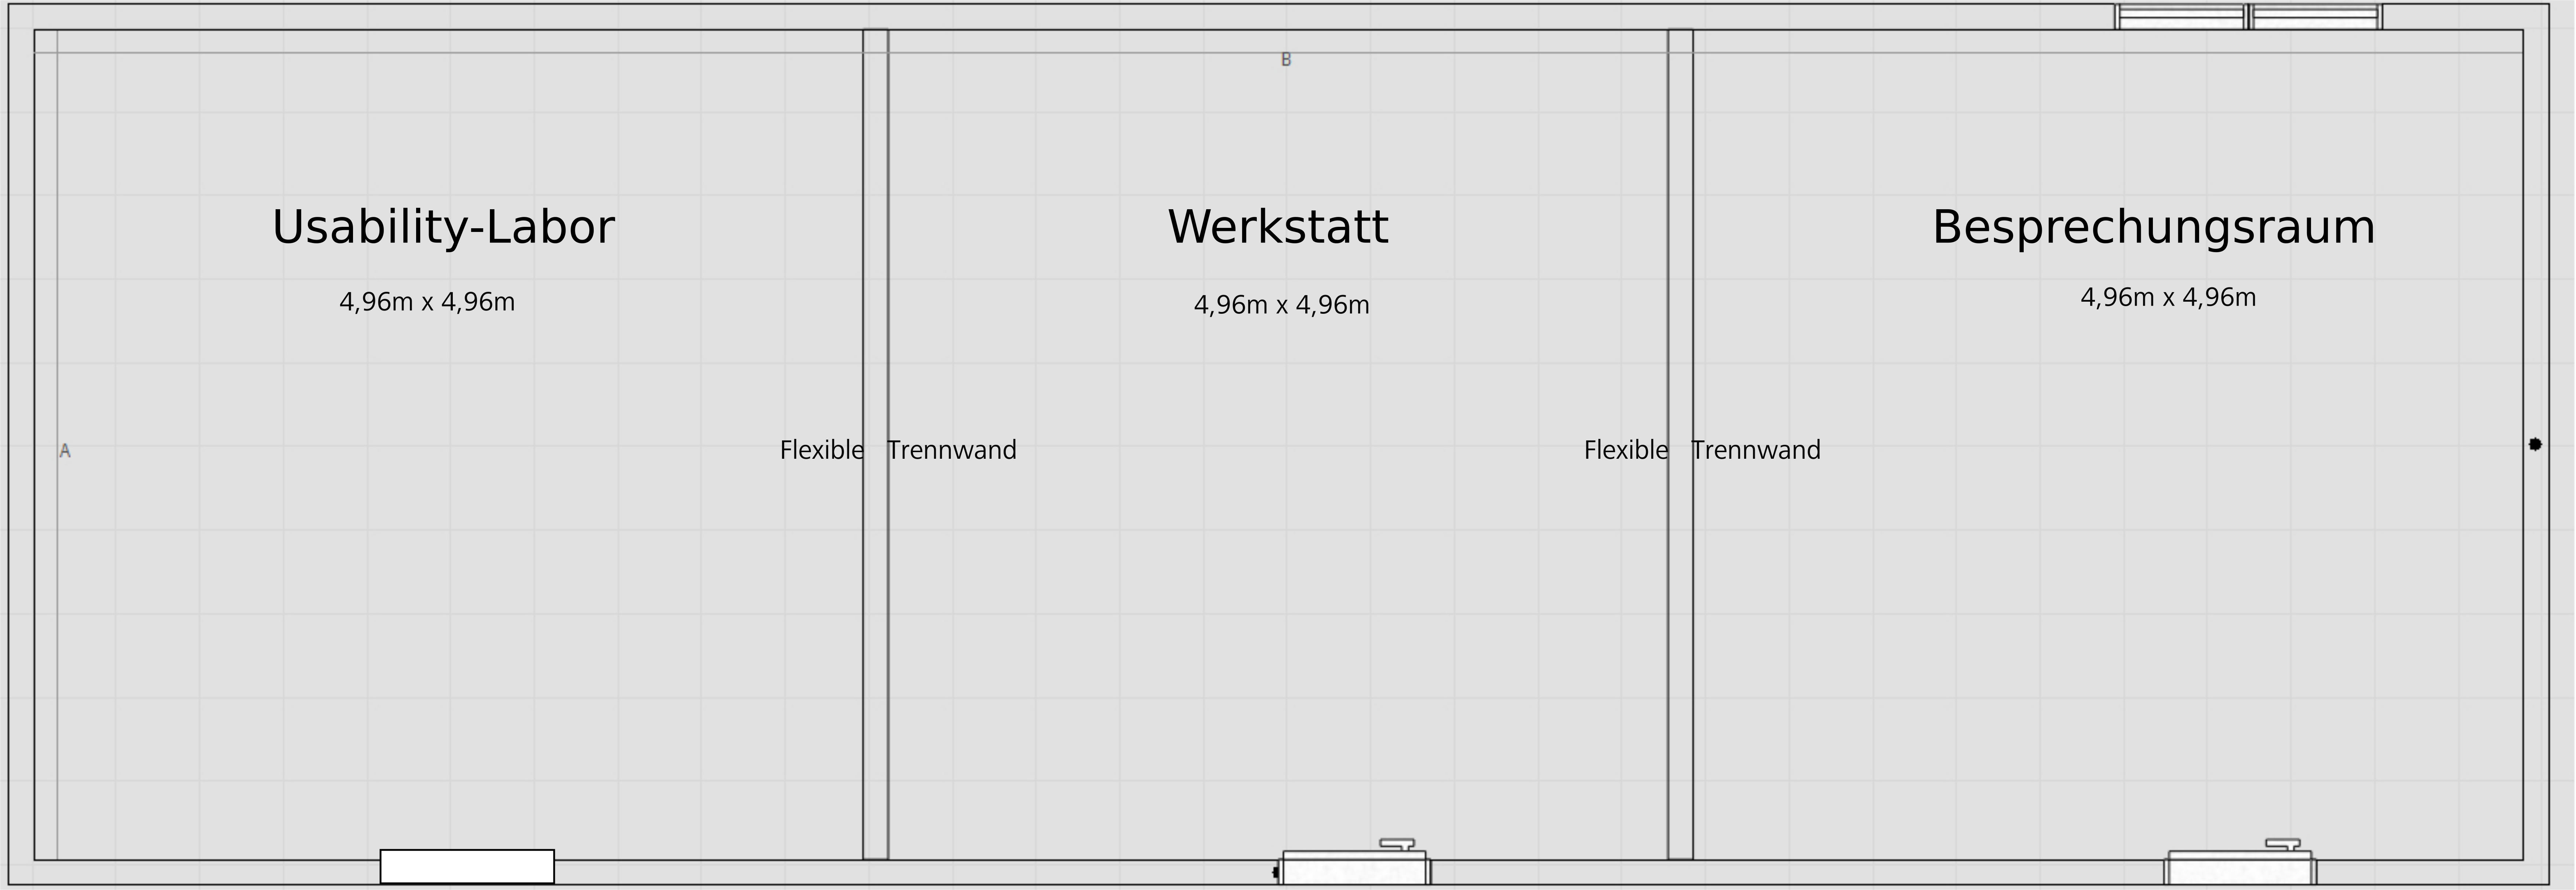 B
Usability-Labor
Werkstatt
Besprechungsraum
4,96m x 4,96m
4,96m x 4,96m
4,96m x 4,96m
A
Flexible Trennwand
Flexible Trennwand